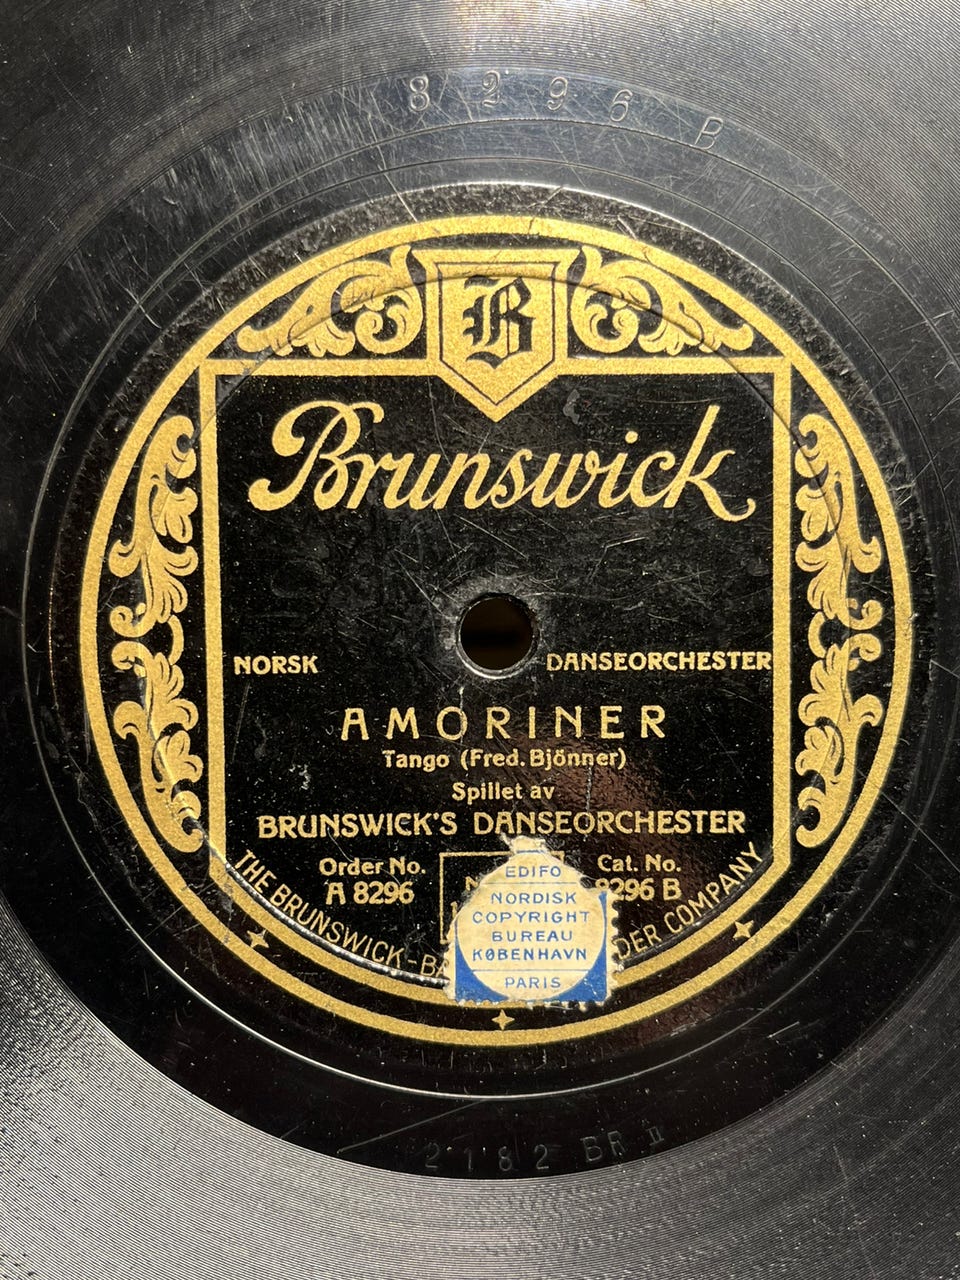 8296 B
B
Brunswick
NORSK DANSEORCHESTER
AMORINER
Tango (Fred. Bjönner)
Spillet av
BRUNSWICK'S DANSEORCHESTER
Order No. Cat. No.
A 8296 8296 B
THE BRUNSWICK-BA DER COMPANY
EDIFO
NORDISK
COPYRIGHT
BUREAU
KØBENHAVN
PARIS
2182 BR II